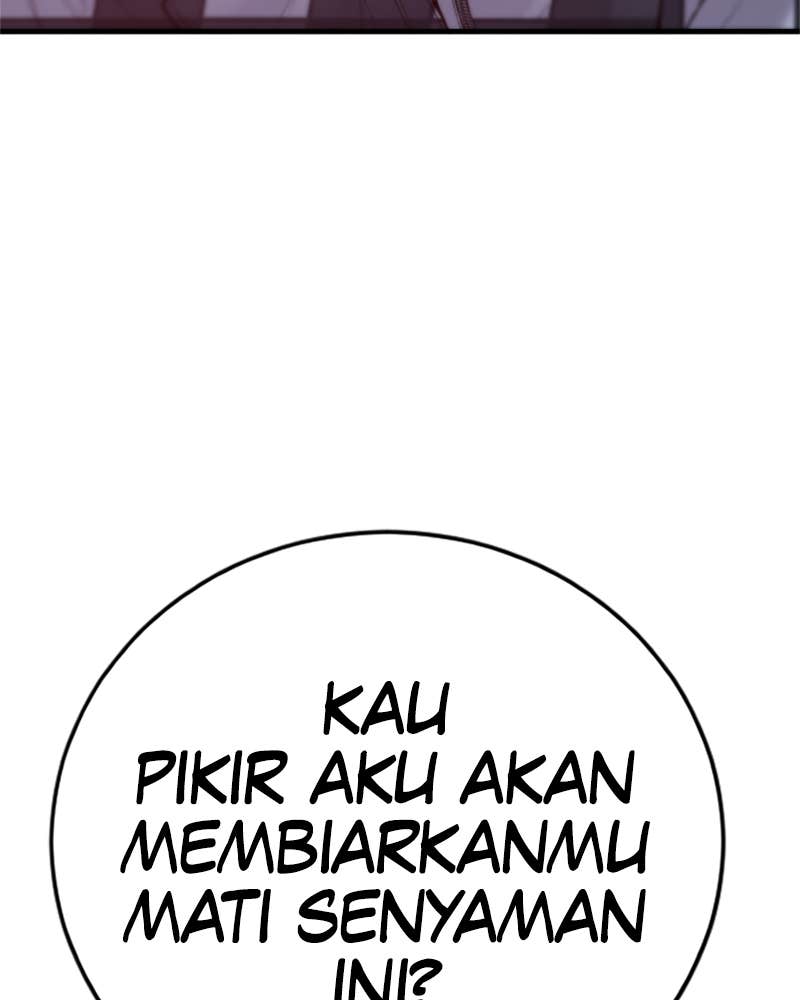 KAU
PIKIR AKU AKAN
MEMBIARKANMU
MATI SENYAMAN
INI?